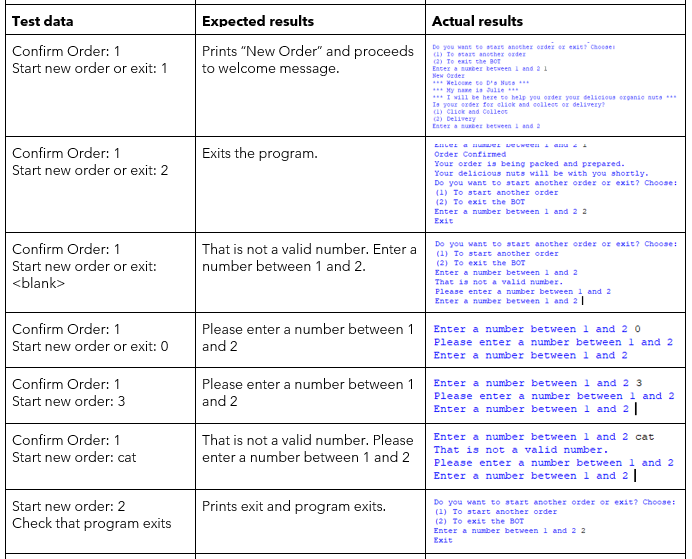 Test data
Expected results
Actual results
Confirm Order: 1
Start new order or exit: 1
Prints "New Order" and proceeds
to welcome message.
Do you want to start another order or exit? Choose:
(1) To start another order
(2) To exit the BOT
Enter a number between 1 and 2 1
New Order
*** Welcome to D's Nuts ***
*** My name is Julie ***
*** I will be here to help you order your delicious organic nuts ***
Is your order for click and collect or delivery?
(1) Click and Collect
(2) Delivery
Enter a number between 1 and 2
Confirm Order: 1
Start new order or exit: 2
Exits the program.
Enter a number between 1 and 2 1
Order Confirmed
Your order is being packed and prepared.
Your delicious nuts will be with you shortly.
Do you want to start another order or exit? Choose:
(1) To start another order
(2) To exit the BOT
Enter a number between 1 and 2 2
Exit
Confirm Order: 1
Start new order or exit:
<blank>
That is not a valid number. Enter a
number between 1 and 2.
Do you want to start another order or exit? Choose:
(1) To start another order
(2) To exit the BOT
Enter a number between 1 and 2
That is not a valid number.
Please enter a number between 1 and 2
Enter a number between 1 and 2
Confirm Order: 1
Start new order or exit: 0
Please enter a number between 1
and 2
Enter a number between 1 and 2 0
Please enter a number between 1 and 2
Enter a number between 1 and 2
Confirm Order: 1
Start new order: 3
Please enter a number between 1
and 2
Enter a number between 1 and 2 3
Please enter a number between 1 and 2
Enter a number between 1 and 2
Confirm Order: 1
Start new order: cat
That is not a valid number. Please
enter a number between 1 and 2
Enter a number between 1 and 2 cat
That is not a valid number.
Please enter a number between 1 and 2
Enter a number between 1 and 2
Start new order: 2
Check that program exits
Prints exit and program exits.
Do you want to start another order or exit? Choose:
(1) To start another order
(2) To exit the BOT
Enter a number between 1 and 2 2
Exit